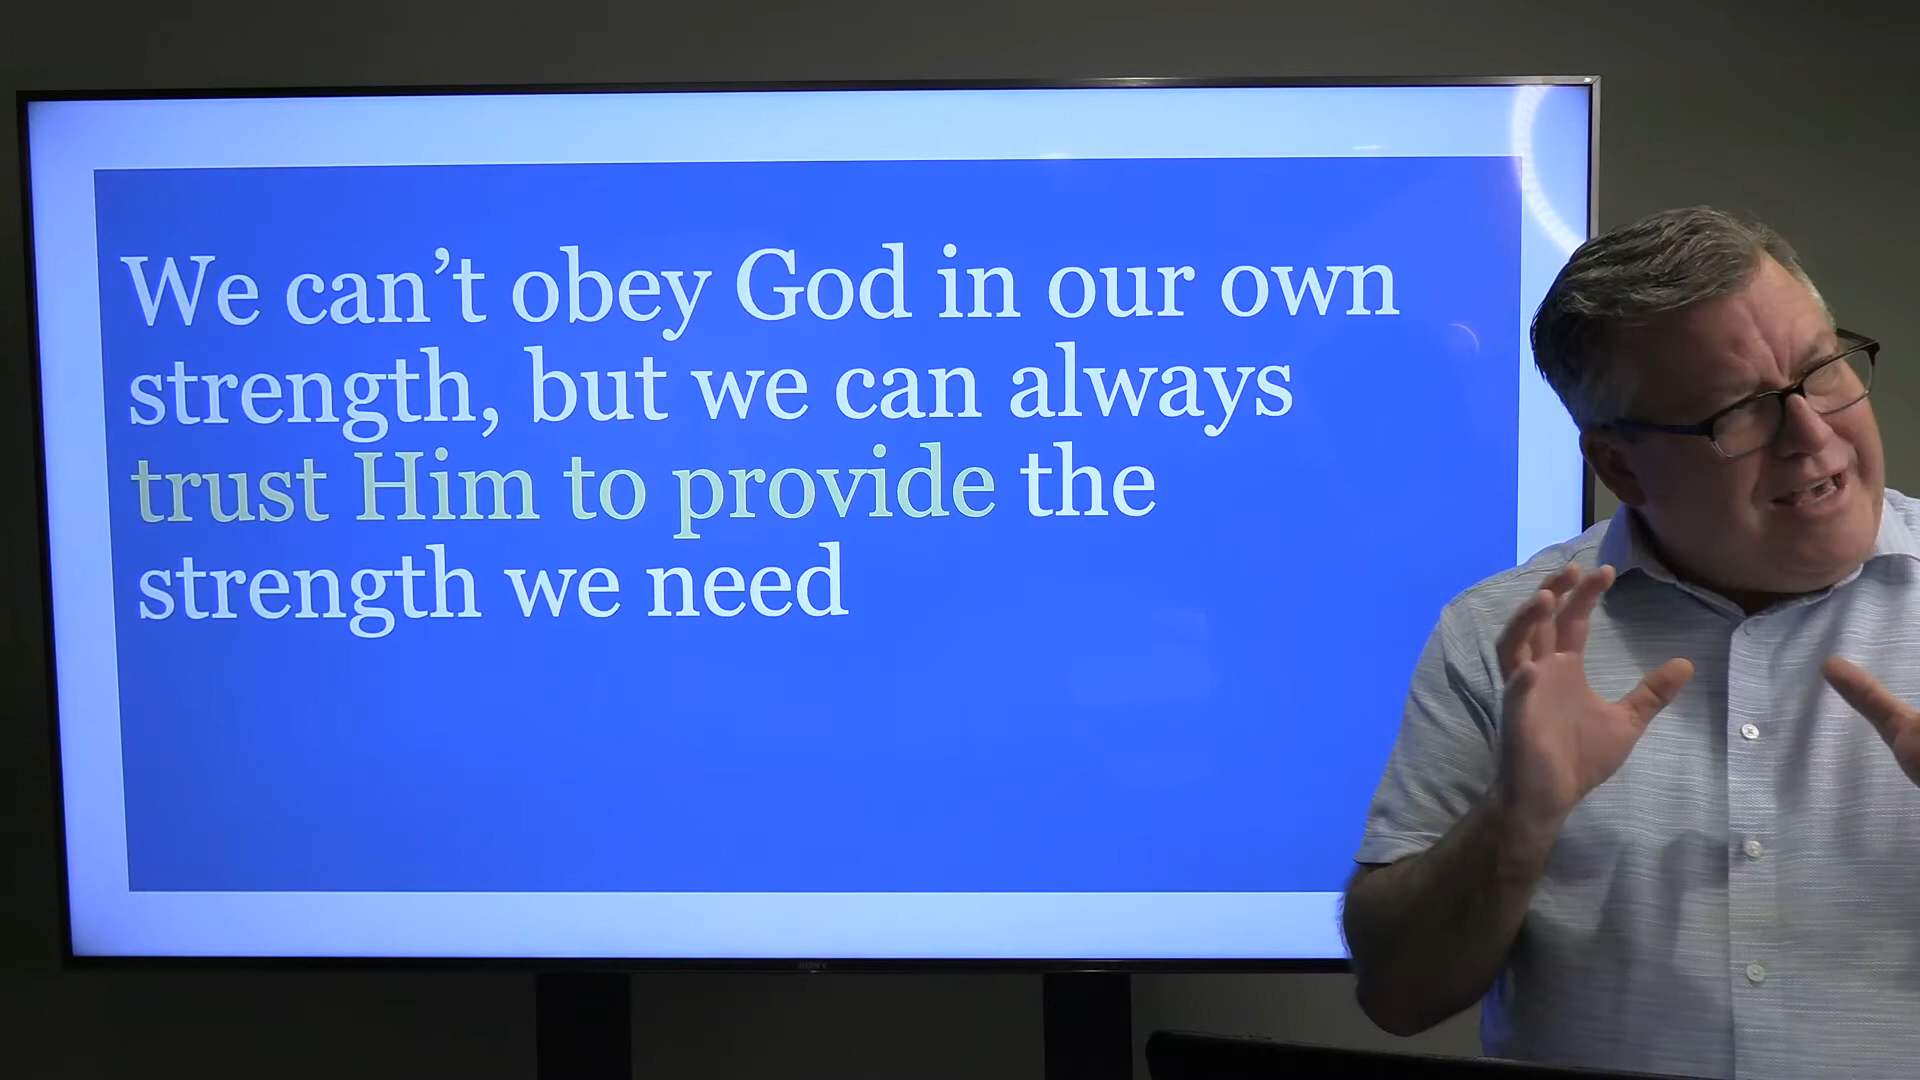 We can’t obey God in our own
strength, but we can always
trust Him to provide the
strength we need
SONY